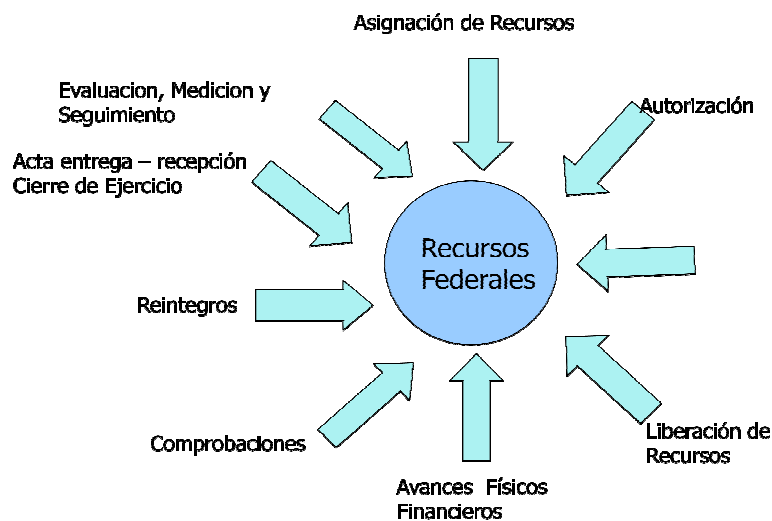 Asignación de Recursos
Evaluacion, Medicion y
Seguimiento
Autorización
Acta entrega – recepción
Cierre de Ejercicio
Recursos
Federales
Reintegros
Comprobaciones
Liberación de
Recursos
Avances Físicos
Financieros